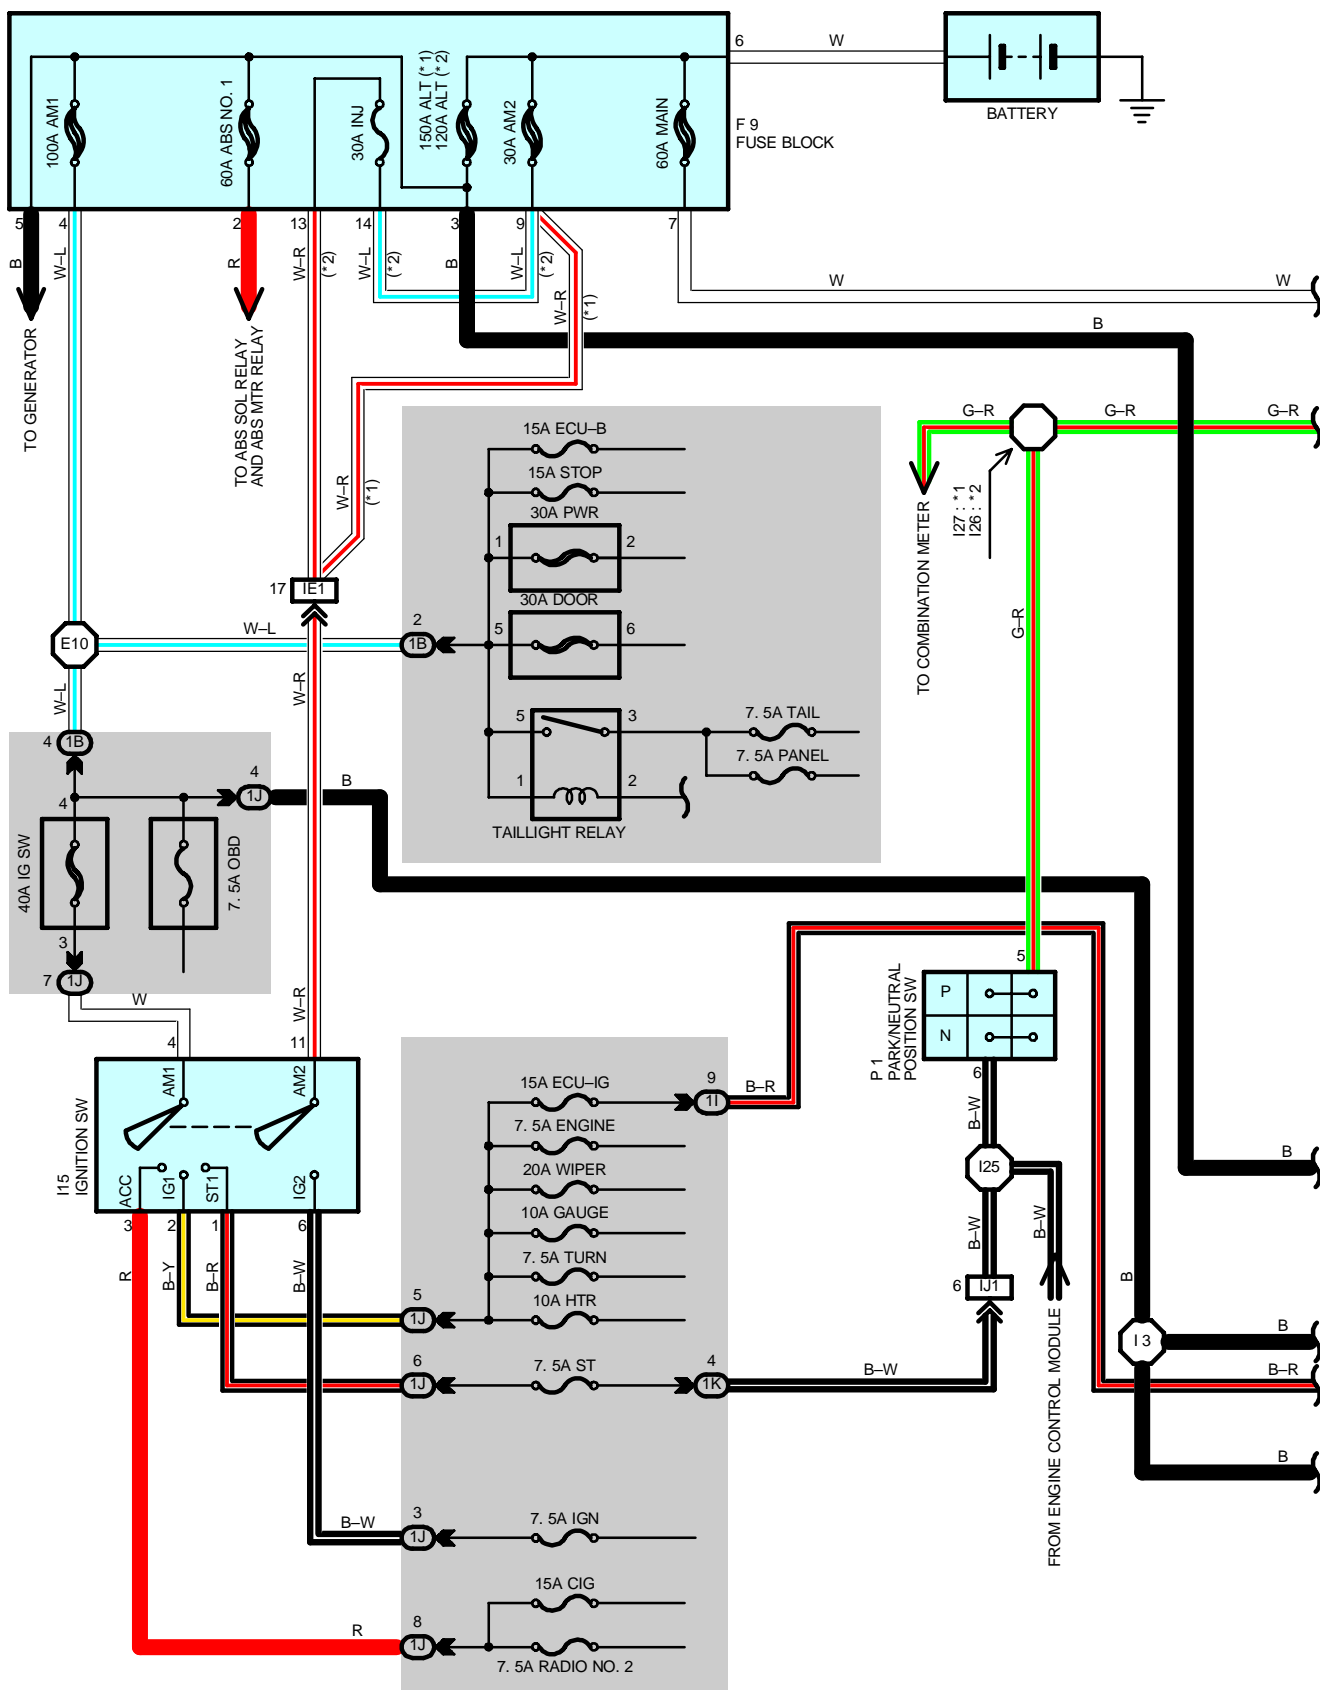 6
W
BATTERY
F 9
FUSE BLOCK
100A AM1
60A ABS NO. 1
30A INJ
150A ALT (*1)
120A ALT (*2)
30A AM2
60A MAIN
5
4
2
13
14
3
9
7
B
W–L
R
W–R
(*2)
W–L
(*2)
B
W–L
(*2)
W–R
(*1)
W
W
B
TO GENERATOR
TO ABS SOL RELAY
AND ABS MTR RELAY
W–R
(*1)
15A ECU–B
15A STOP
30A PWR
1
2
30A DOOR
5
6
G–R
G–R
G–R
I27 : *1
I26 : *2
TO COMBINATION METER
G–R
17
IE1
E10
W–L
2
1B
W–L
W–R
5
3
7. 5A TAIL
7. 5A PANEL
1
2
TAILLIGHT RELAY
4
1B
4
1J
B
4
40A IG SW
7. 5A OBD
3
7
1J
W
W–R
4
11
5
P
N
P 1
PARK/NEUTRAL
POSITION SW
6
I15
IGNITION SW
AM1
AM2
ACC
IG1
ST1
IG2
3
2
1
6
R
B–Y
B–R
B–W
15A ECU–IG
9
1I
B–R
7. 5A ENGINE
20A WIPER
10A GAUGE
7. 5A TURN
10A HTR
5
1J
B–W
I25
B–W
B–W
6
IJ1
B
B
I 3
B
B–R
B
6
1J
7. 5A ST
4
1K
B–W
FROM ENGINE CONTROL MODULE
B–W
3
1J
7. 5A IGN
15A CIG
R
8
1J
7. 5A RADIO NO. 2